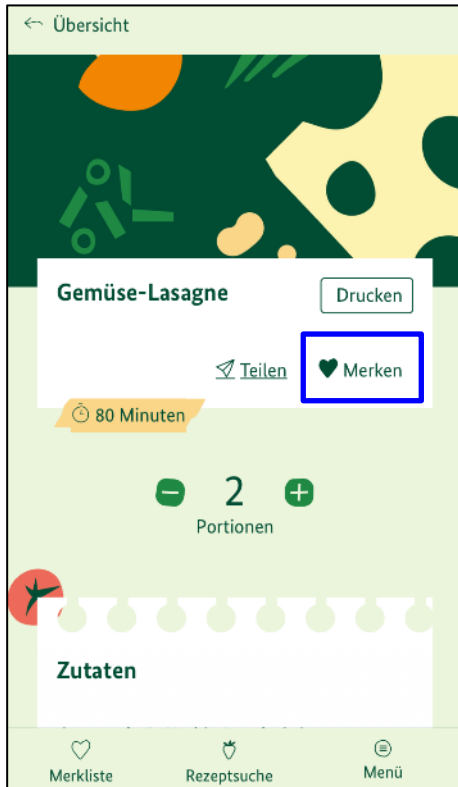 Übersicht
Gemüse-Lasagne
Drucken
Teilen
Merken
80 Minuten
2
Portionen
Zutaten
Merkliste
Rezeptsuche
Menü